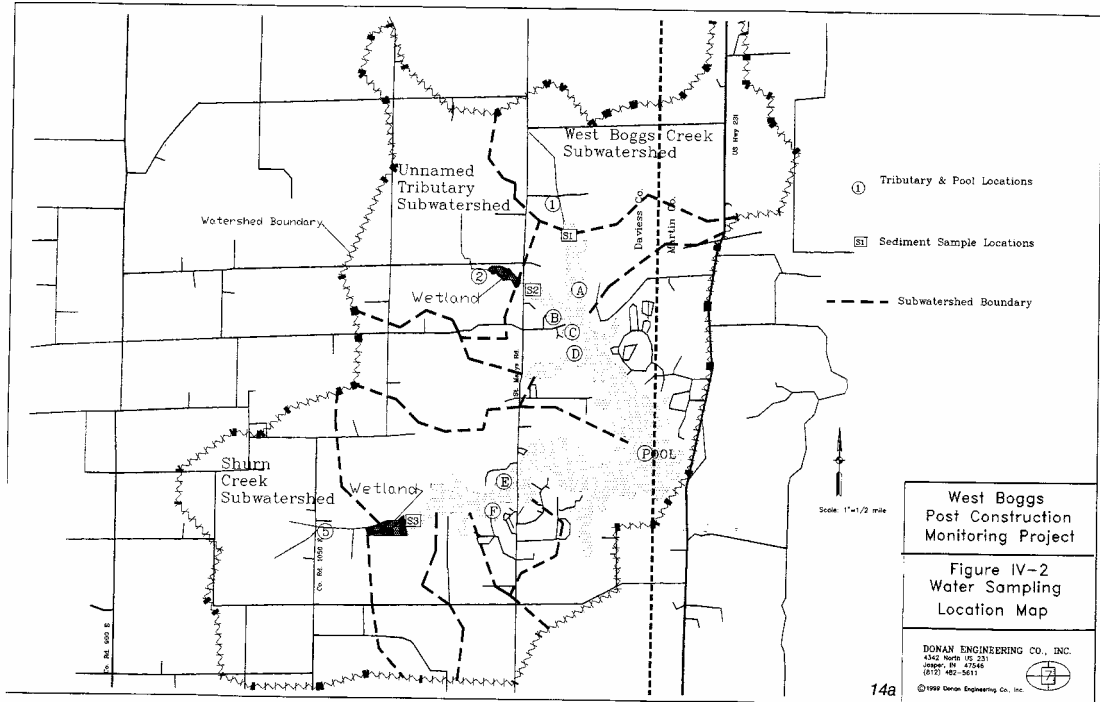 West Boggs Creek
Subwatershed
US Hwy 231
Unnamed
Tributary
Subwatershed
1
Tributary & Pool Locations
1
Daviess Co.
Martin Co.
Watershed Boundary
S1
S1
Sediment Sample Locations
2
Wetland
S2
A
Subwatershed Boundary
B
C
D
St. Marys Rd
POOL
Shurn
Creek
Subwatershed
Wetland
E
F
S3
5
Co. Rd. 1050 E
Co. Rd. 900 E
Scale: 1"=1/2 mile
West Boggs
Post Construction
Monitoring Project
Figure IV-2
Water Sampling
Location Map
DONAN ENGINEERING CO., INC.
4342 North US 231
Jasper, IN 47546
(812) 482-5611
©1998 Donan Engineering Co., Inc.
14a